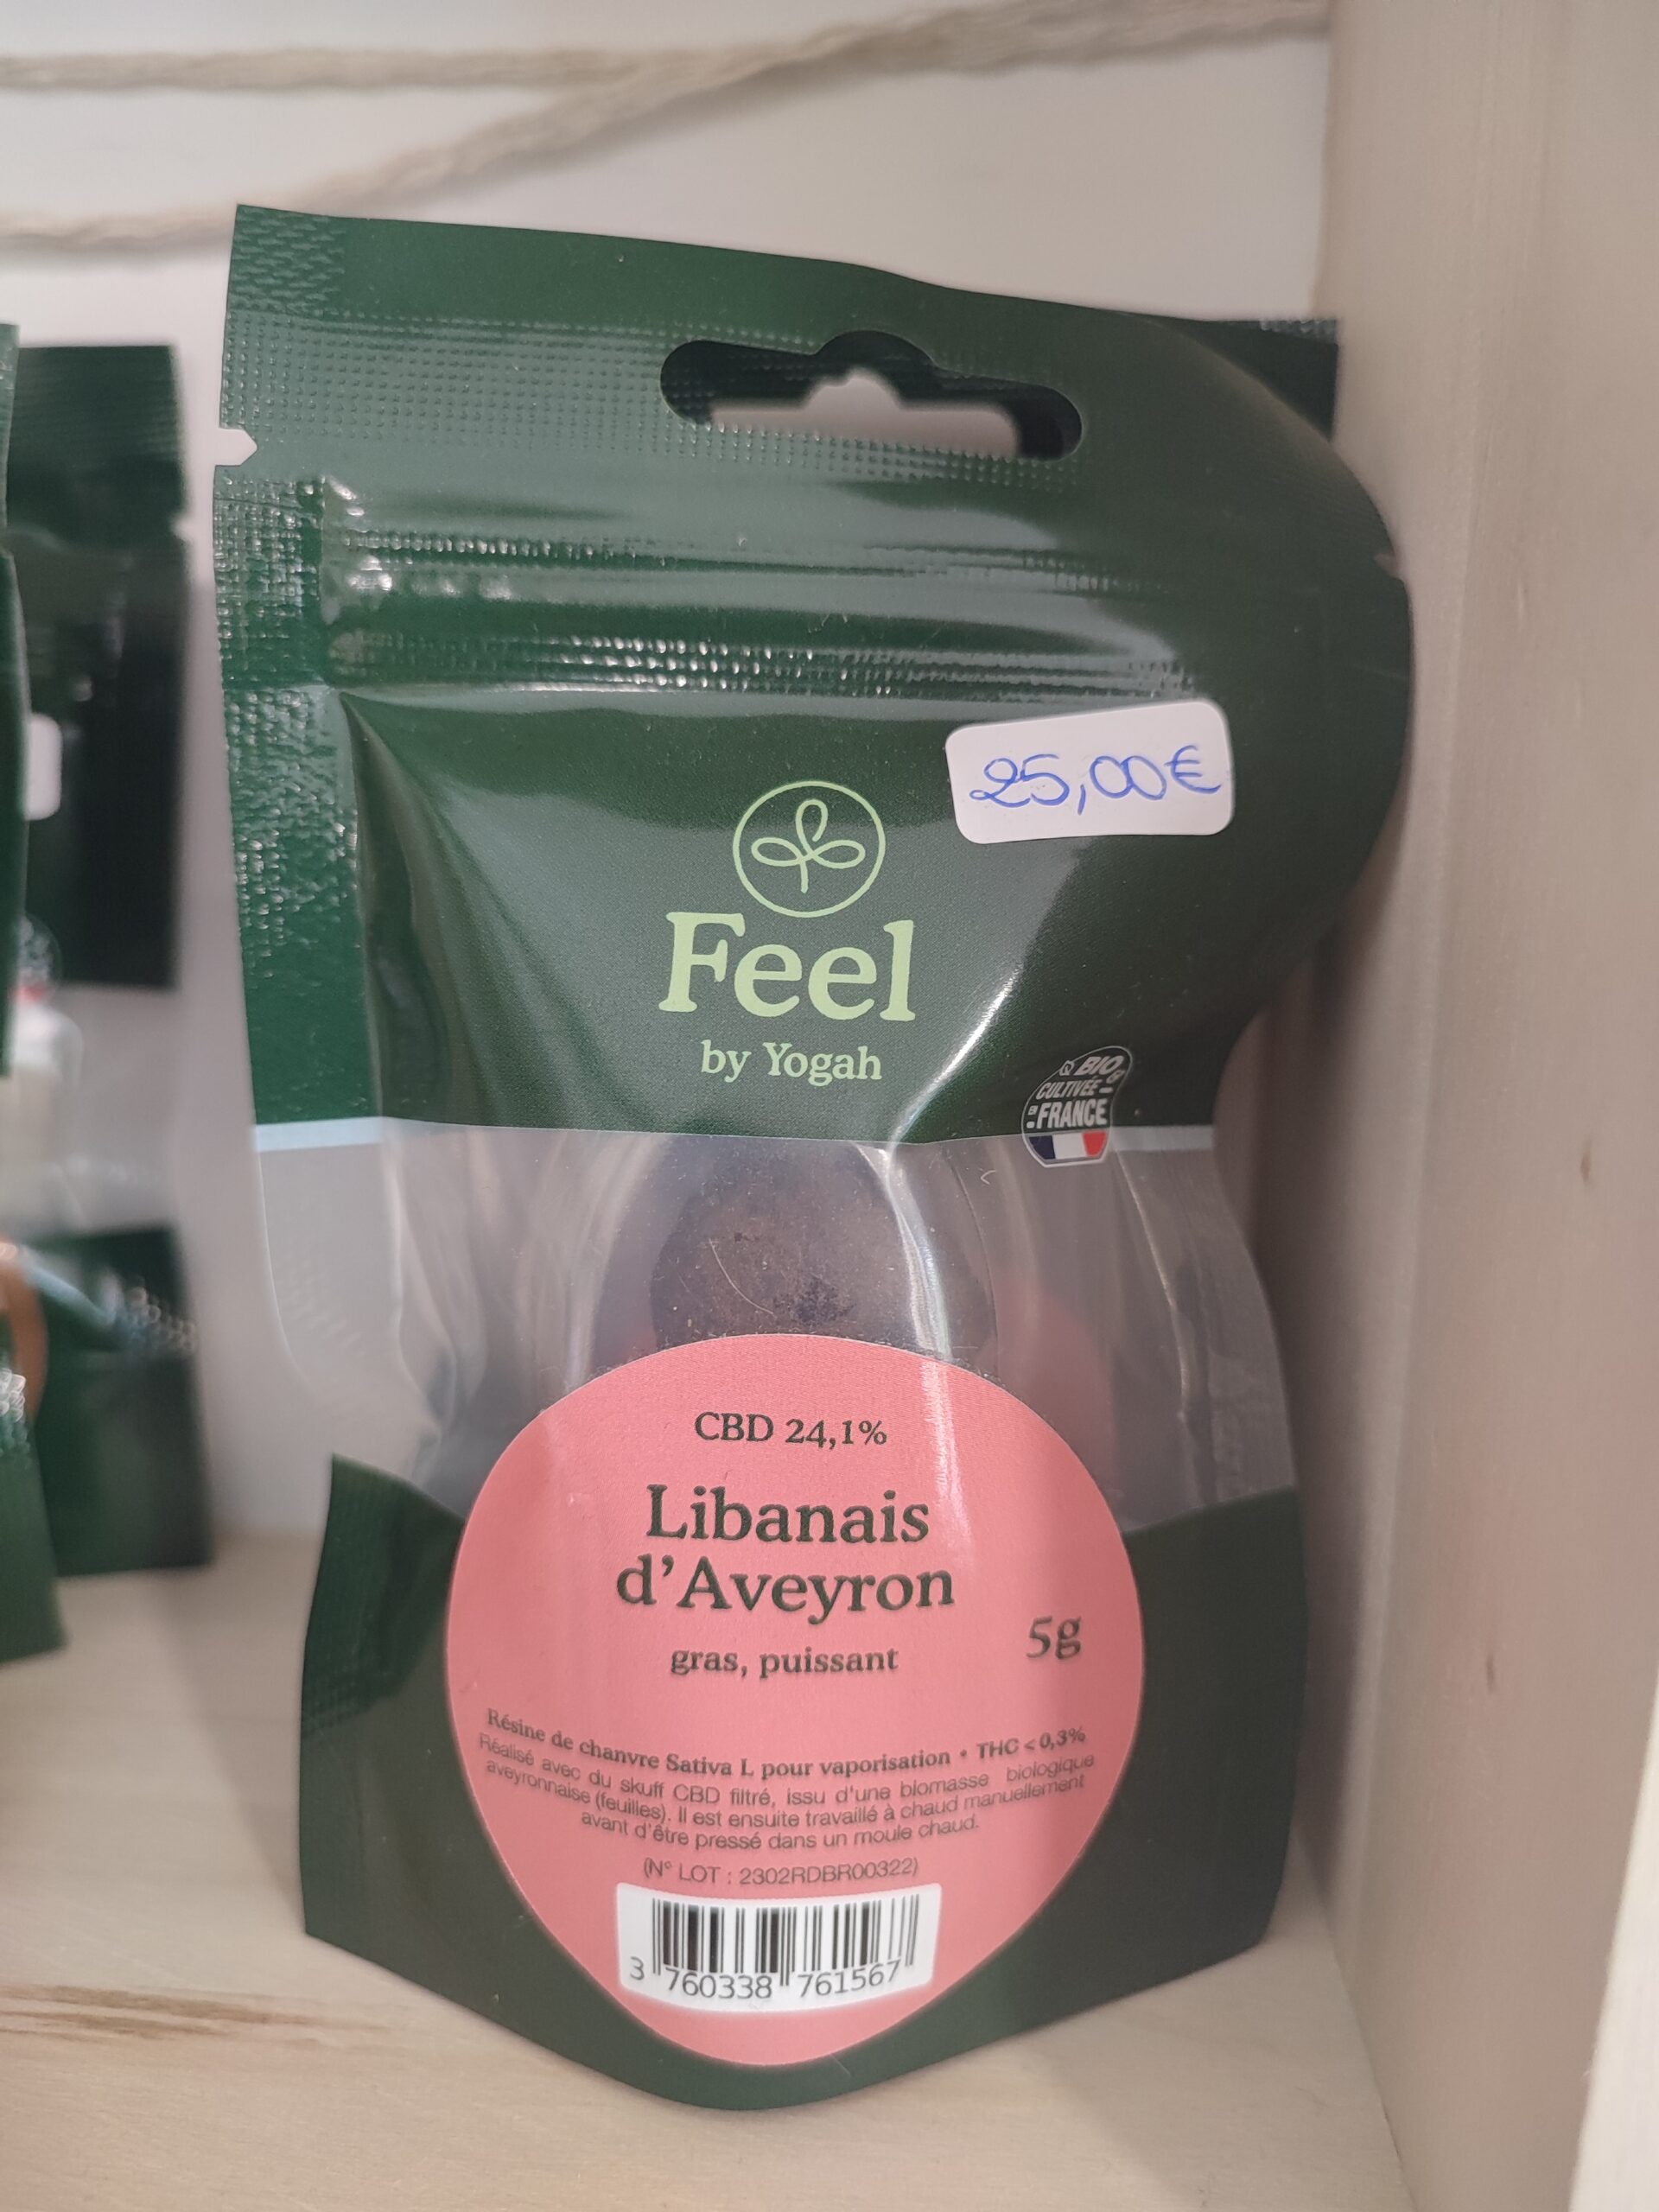 25,00€
Feel
by Yogah
BIO
CULTIVÉE
EN FRANCE
CBD 24,1%
Libanais
d'Aveyron
gras, puissant
5g
Résine de chanvre Sativa L pour vaporisation • THC < 0,3%
Réalisé avec du skuff CBD filtré, issu d'une biomasse biologique
aveyronnaise (feuilles). Il est ensuite travaillé à chaud manuellement
avant d'être pressé dans un moule chaud.
(N° LOT : 2302RDBR00322)
3 760338 761567